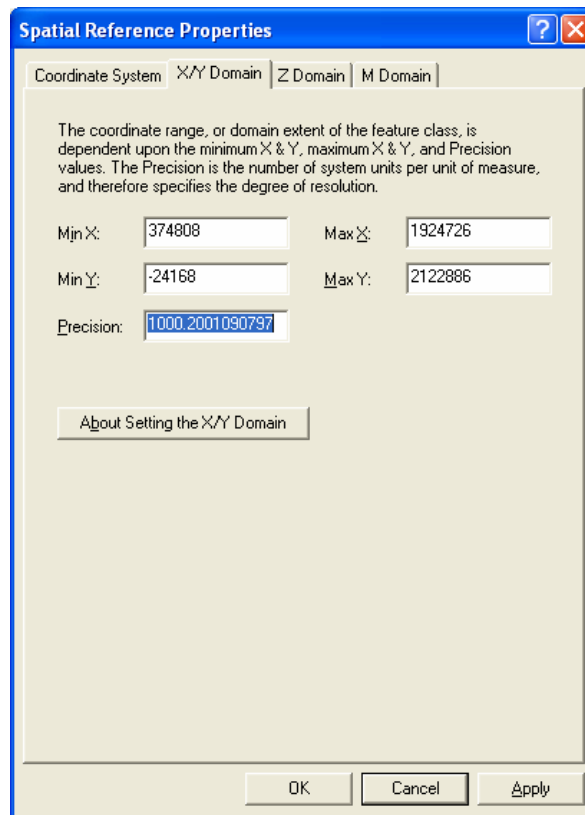 Spatial Reference Properties
Coordinate System X/Y Domain Z Domain M Domain
The coordinate range, or domain extent of the feature class, is
dependent upon the minimum X & Y, maximum X & Y, and Precision
values. The Precision is the number of system units per unit of measure,
and therefore specifies the degree of resolution.
Min X: 374808 Max X: 1924726
Min Y: -24168 Max Y: 2122886
Precision: 1000.2001090797
About Setting the X/Y Domain
OK Cancel Apply